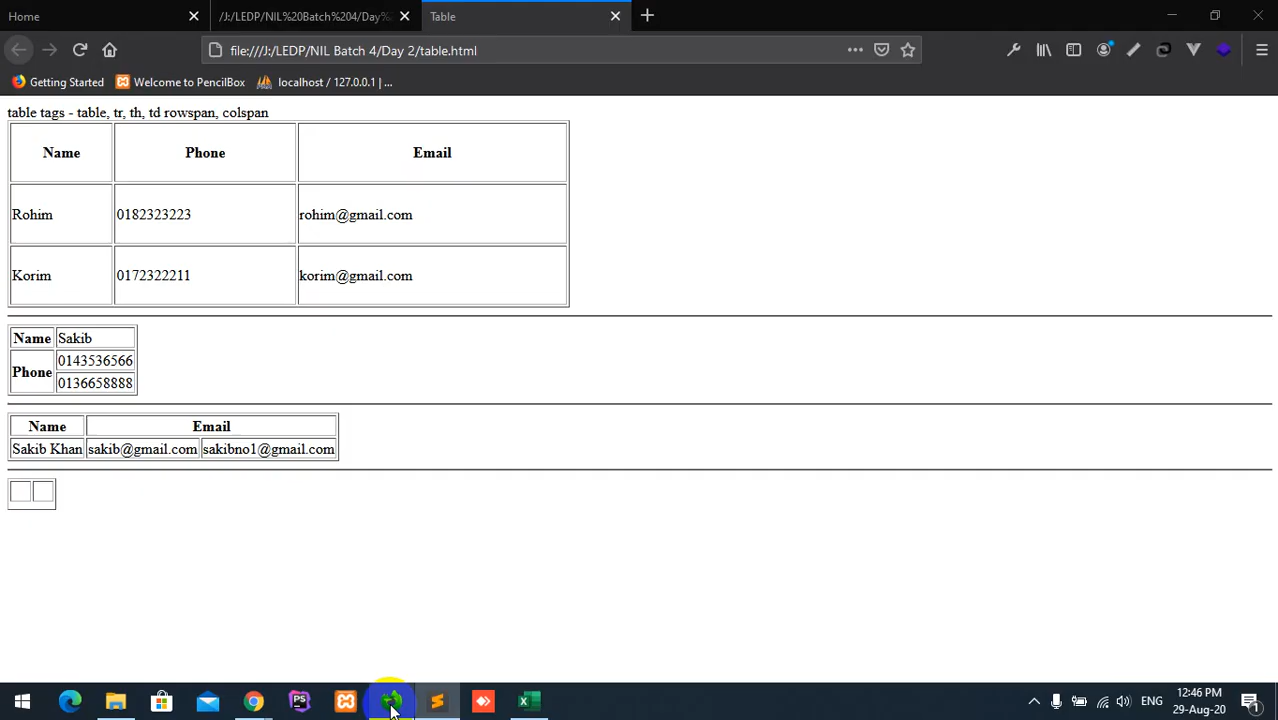 Home
/J:/LEDP/NIL%20Batch%204/Day%
Table
file:///J:/LEDP/NIL Batch 4/Day 2/table.html
Getting Started
Welcome to PencilBox
localhost / 127.0.0.1 | ...
table tags - table, tr, th, td rowspan, colspan
Name Phone Email
Rohim 0182323223 rohim@gmail.com
Korim 0172322211 korim@gmail.com
Name Sakib
Phone 0143536566
0136658888
Name Email
Sakib Khan sakib@gmail.com sakibno1@gmail.com
PS
X
ENG
12:46 PM
29-Aug-20
1